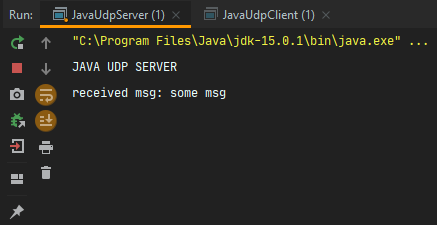 Run: JavaUdpServer (1) JavaUdpClient (1)
"C:\Program Files\Java\jdk-15.0.1\bin\java.exe" ...
JAVA UDP SERVER
received msg: some msg